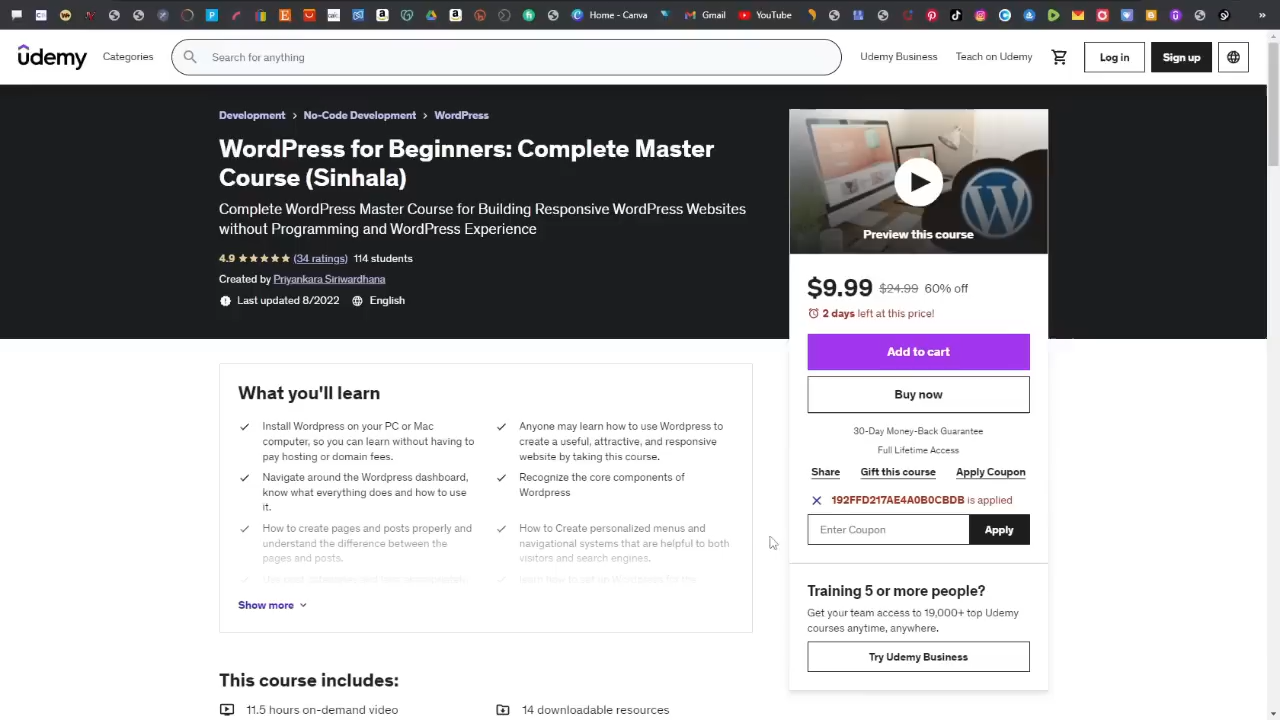 Home - Canva
Gmail
YouTube
udemy
Categories
Search for anything
Udemy Business
Teach on Udemy
Log in
Sign up
Development > No-Code Development > WordPress
WordPress for Beginners: Complete Master
Course (Sinhala)
Complete WordPress Master Course for Building Responsive WordPress Websites
without Programming and WordPress Experience
4.9 ★★★★★ (34 ratings) 114 students
Created by Priyankara Siriwardhana
Last updated 8/2022 English
Preview this course
$9.99 $24.99 60% off
2 days left at this price!
Add to cart
Buy now
30-Day Money-Back Guarantee
Full Lifetime Access
Share Gift this course Apply Coupon
192FFD217AE4A0B0CBDB is applied
Enter Coupon Apply
Training 5 or more people?
Get your team access to 19,000+ top Udemy
courses anytime, anywhere.
Try Udemy Business
What you'll learn
Install Wordpress on your PC or Mac
computer, so you can learn without having to
pay hosting or domain fees.
Anyone may learn how to use Wordpress to
create a useful, attractive, and responsive
website by taking this course.
Navigate around the Wordpress dashboard,
know what everything does and how to use
it.
Recognize the core components of
Wordpress
How to create pages and posts properly and
understand the difference between the
pages and posts.
How to Create personalized menus and
navigational systems that are helpful to both
visitors and search engines.
Show more
This course includes:
11.5 hours on-demand video
14 downloadable resources